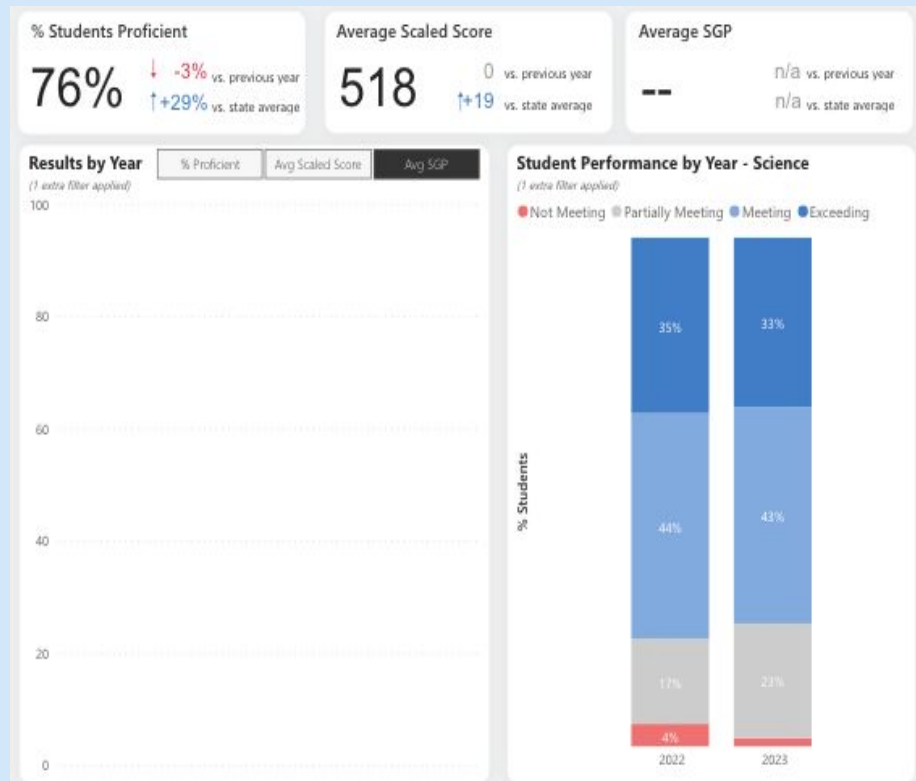 % Students Proficient
76%
↓ -3% vs. previous year
↑+29% vs. state average
Average Scaled Score
518
0 vs. previous year
↑+19 vs. state average
Average SGP
--
n/a vs. previous year
n/a vs. state average
Results by Year
% Proficient
Avg Scaled Score
Avg SGP
(1 extra filter applied)
100
80
60
40
20
0
Student Performance by Year - Science
(1 extra filter applied)
Not Meeting Partially Meeting Meeting Exceeding
% Students
35%
33%
44%
43%
17%
23%
4%
2022
2023